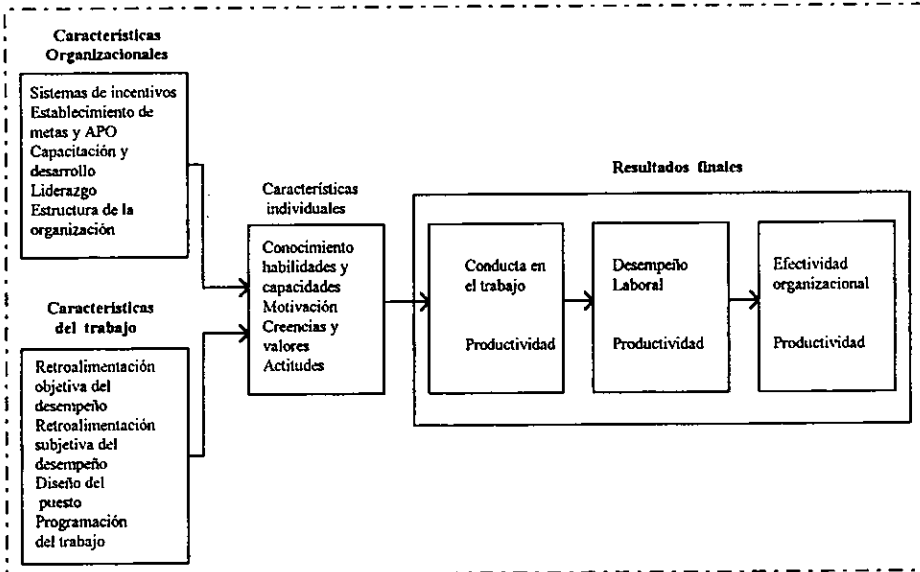 Características
Organizacionales
Sistemas de incentivos
Establecimiento de
metas y APO
Capacitación y
desarrollo
Liderazgo
Estructura de la
organización
Características
del trabajo
Retroalimentación
objetiva del
desempeño
Retroalimentación
subjetiva del
desempeño
Diseño del
puesto
Programación
del trabajo
Características
individuales
Conocimiento
habilidades y
capacidades
Motivación
Creencias y
valores
Actitudes
Resultados finales
Conducta en
el trabajo
Productividad
Desempeño
Laboral
Productividad
Efectividad
organizacional
Productividad